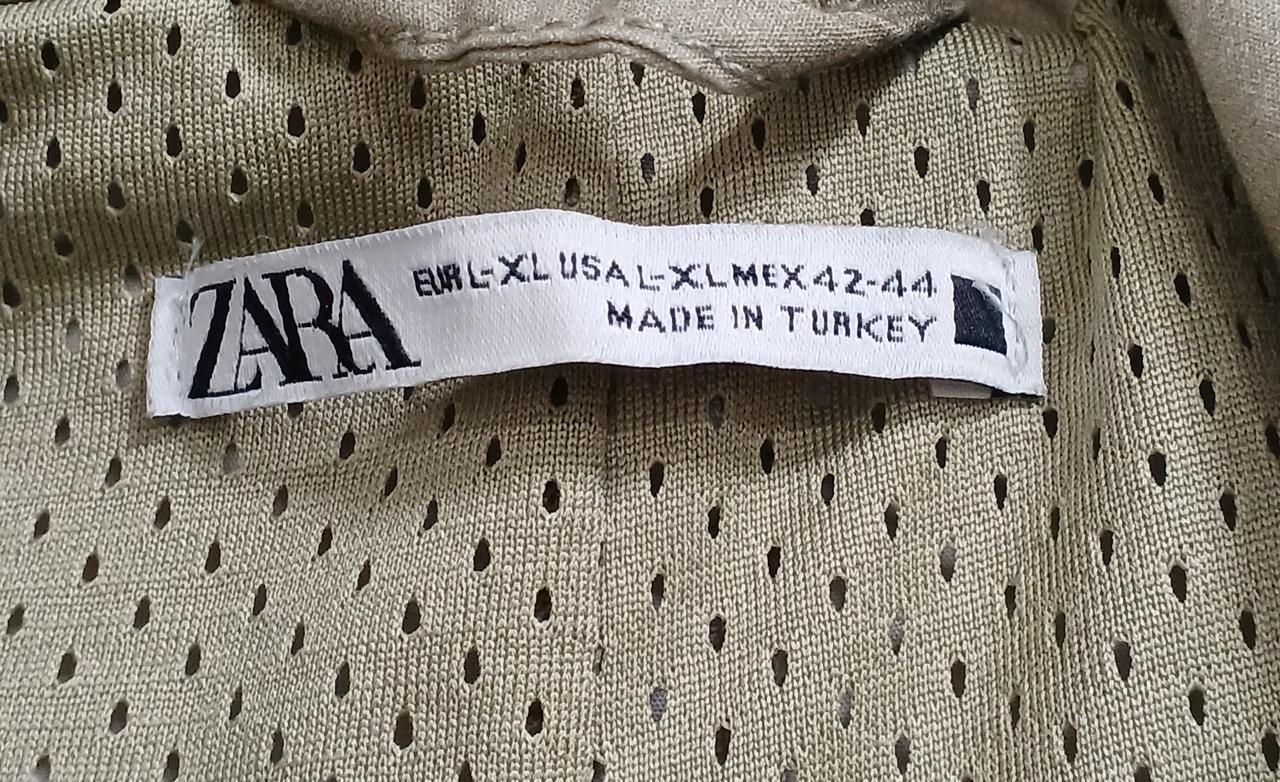 ZARA
EUR L-XL USA L-XL MEX 42-44
MADE IN TURKEY